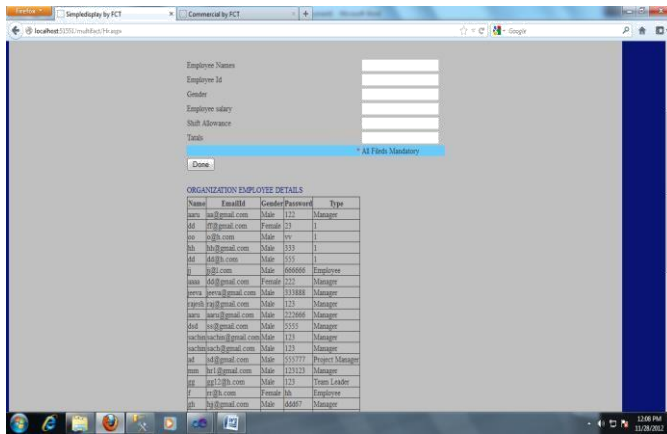 Firefox
Simpledisplay by FCT
Commercial by FCT
localhost:51551/multifact/Hr.aspx
Google
Employee Names
Employee Id
Gender
Employee salary
Shift Allowance
Totals
* All Fileds Mandatory
Done
ORGANIZATION EMPLOYEE DETAILS
Name EmailId Gender Password Type
aaru aa@gmail.com Male 122 Manager
dd ff@gmail.com Female 23 1
oo o@h.com Male vv 1
hh hh@gmail.com Male 333 1
dd dd@h.com Male 555 1
j j@l.com Male 666666 Employee
aaaa dd@gmail.com Female 222 Manager
jeeva jeeva@gmail.com Male 333888 Manager
rajesh raj@gmail.com Male 123 Manager
aaru aaru@gmail.com Male 222666 Manager
dsd ss@gmail.com Male 5555 Manager
sachin sachin@gmail.com Male 123 Manager
sachin sach@gmail.com Male 123 Manager
ad sd@gmail.com Male 555777 Project Manager
mm hr1@gmail.com Male 123123 Manager
gg gg12@h.com Male 123 Team Leader
f rr@h.com Female hh Employee
gh hjj@gmail.com Male ddd67 Manager
12:08 PM
11/28/2012